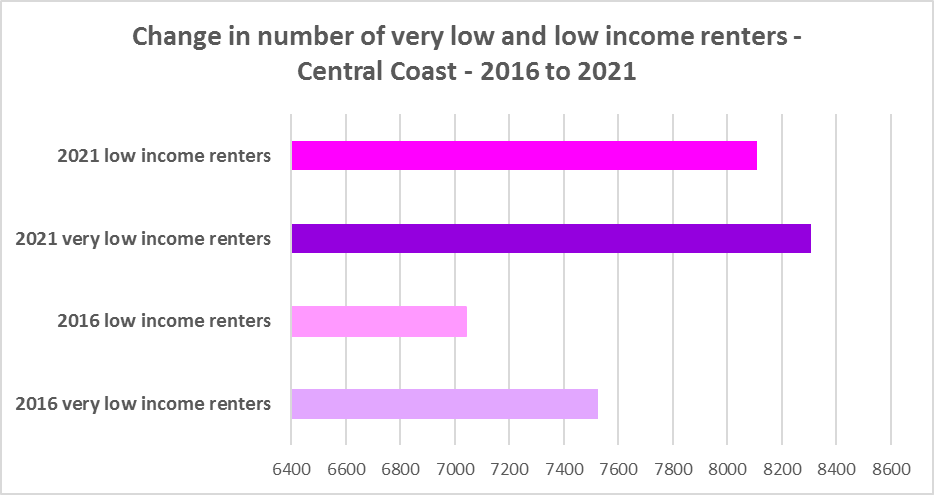 Change in number of very low and low income renters -
Central Coast - 2016 to 2021
2021 low income renters
2021 very low income renters
2016 low income renters
2016 very low income renters
6400 6600 6800 7000 7200 7400 7600 7800 8000 8200 8400 8600